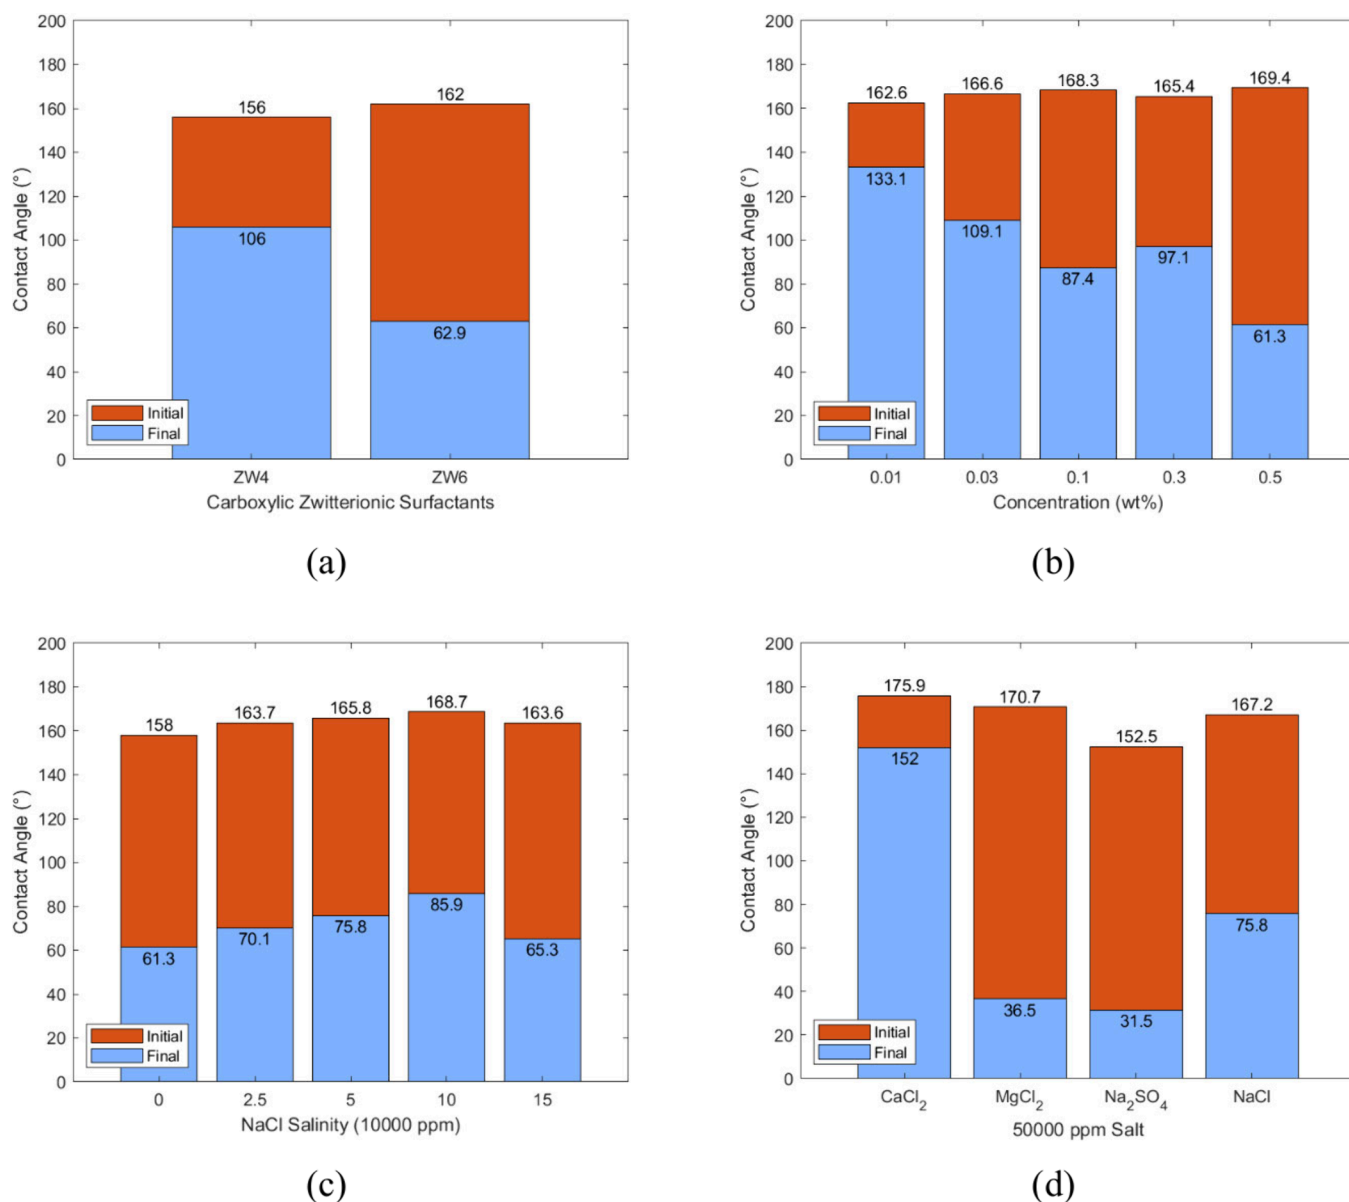 200
180
160
140
120
100
80
60
40
20
0
Contact Angle (°)
156
106
162
62.9
Initial
Final
ZW4 ZW6
Carboxylic Zwitterionic Surfactants
(a)
200
180
160
140
120
100
80
60
40
20
0
Contact Angle (°)
162.6 166.6 168.3 165.4 169.4
133.1 109.1 87.4 97.1 61.3
Initial
Final
0.01 0.03 0.1 0.3 0.5
Concentration (wt%)
(b)
200
180
160
140
120
100
80
60
40
20
0
Contact Angle (°)
158 163.7 165.8 168.7 163.6
61.3 70.1 75.8 85.9 65.3
Initial
Final
0 2.5 5 10 15
NaCl Salinity (10000 ppm)
(c)
200
180
160
140
120
100
80
60
40
20
0
Contact Angle (°)
175.9 170.7 152.5 167.2
152 36.5 31.5 75.8
Initial
Final
CaCl₂ MgCl₂ Na₂SO₄ NaCl
50000 ppm Salt
(d)